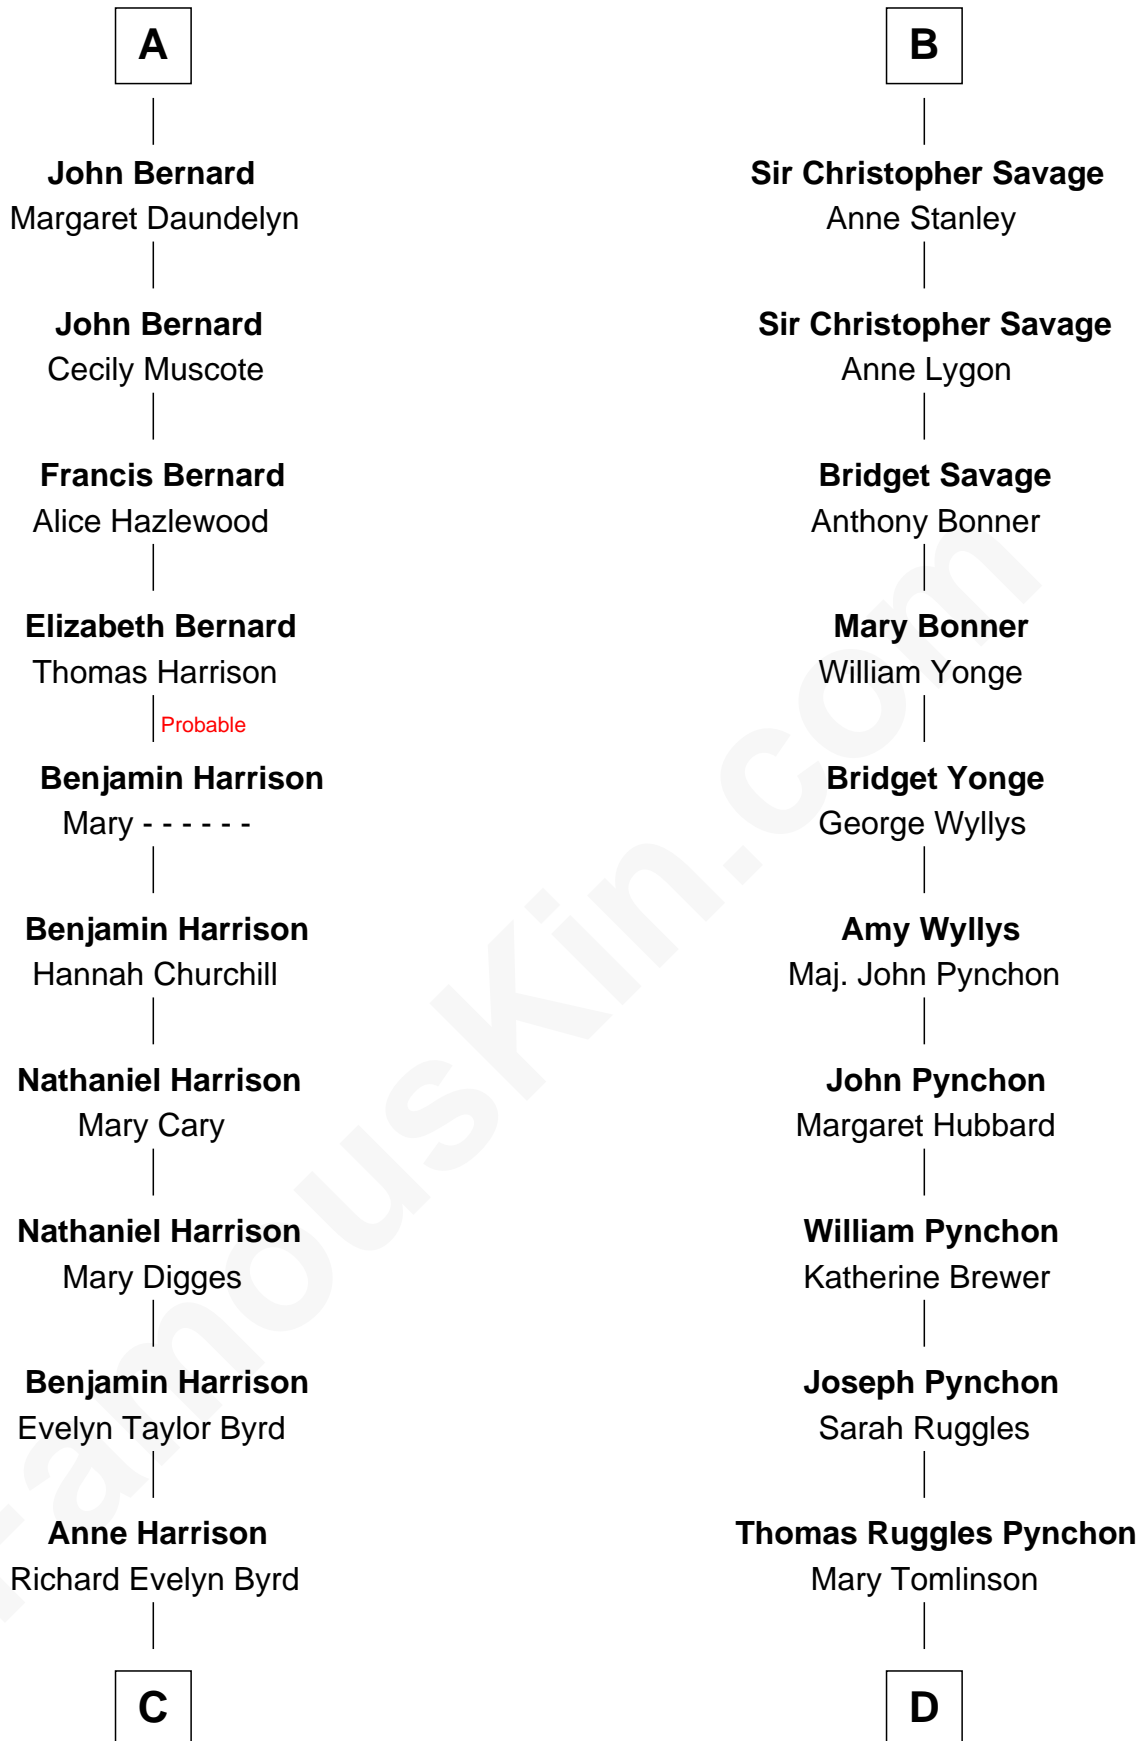 A
John Bernard
Margaret Daundelyn
John Bernard
Cecily Muscote
Francis Bernard
Alice Hazlewood
Elizabeth Bernard
Thomas Harrison
Probable
Benjamin Harrison
Mary - - - - - -
Benjamin Harrison
Hannah Churchill
Nathaniel Harrison
Mary Cary
Nathaniel Harrison
Mary Digges
Benjamin Harrison
Evelyn Taylor Byrd
Anne Harrison
Richard Evelyn Byrd
C
B
Sir Christopher Savage
Anne Stanley
Sir Christopher Savage
Anne Lygon
Bridget Savage
Anthony Bonner
Mary Bonner
William Yonge
Bridget Yonge
George Wyllys
Amy Wyllys
Maj. John Pynchon
John Pynchon
Margaret Hubbard
William Pynchon
Katherine Brewer
Joseph Pynchon
Sarah Ruggles
Thomas Ruggles Pynchon
Mary Tomlinson
D
FamousKin.com